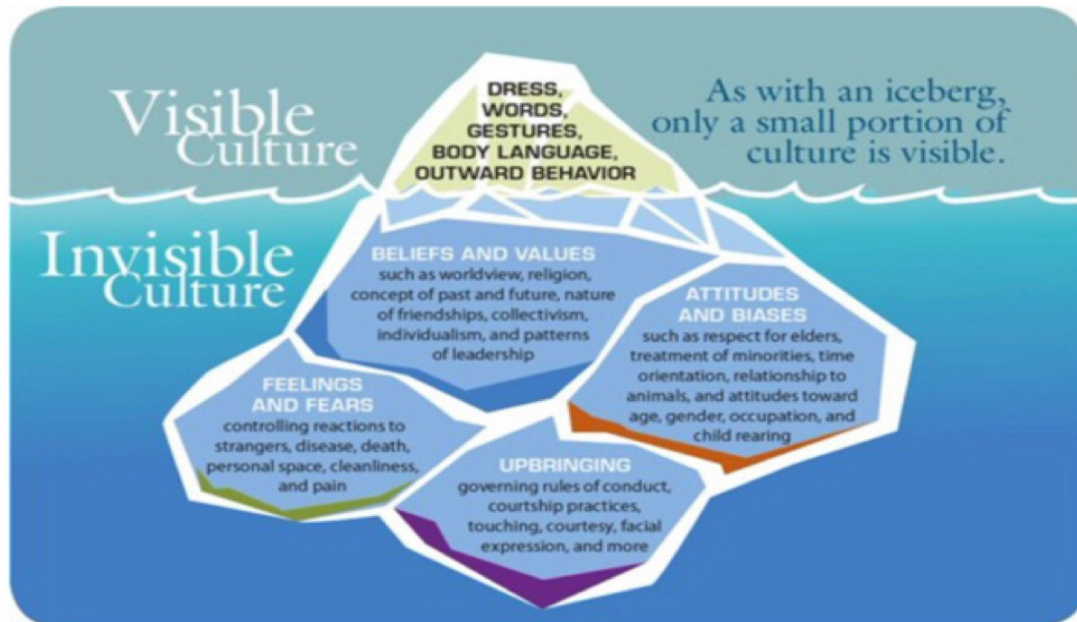 Visible
Culture
DRESS,
WORDS,
GESTURES,
BODY LANGUAGE,
OUTWARD BEHAVIOR
As with an iceberg,
only a small portion of
culture is visible.
Invisible
Culture
BELIEFS AND VALUES
such as worldview, religion,
concept of past and future, nature
of friendships, collectivism,
individualism, and patterns
of leadership
ATTITUDES
AND BIASES
such as respect for elders,
treatment of minorities, time
orientation, relationship to
animals, and attitudes toward
age, gender, occupation, and
child rearing
FEELINGS
AND FEARS
controlling reactions to
strangers, disease, death,
personal space, cleanliness,
and pain
UPBRINGING
governing rules of conduct,
courtship practices,
touching, courtesy, facial
expression, and more